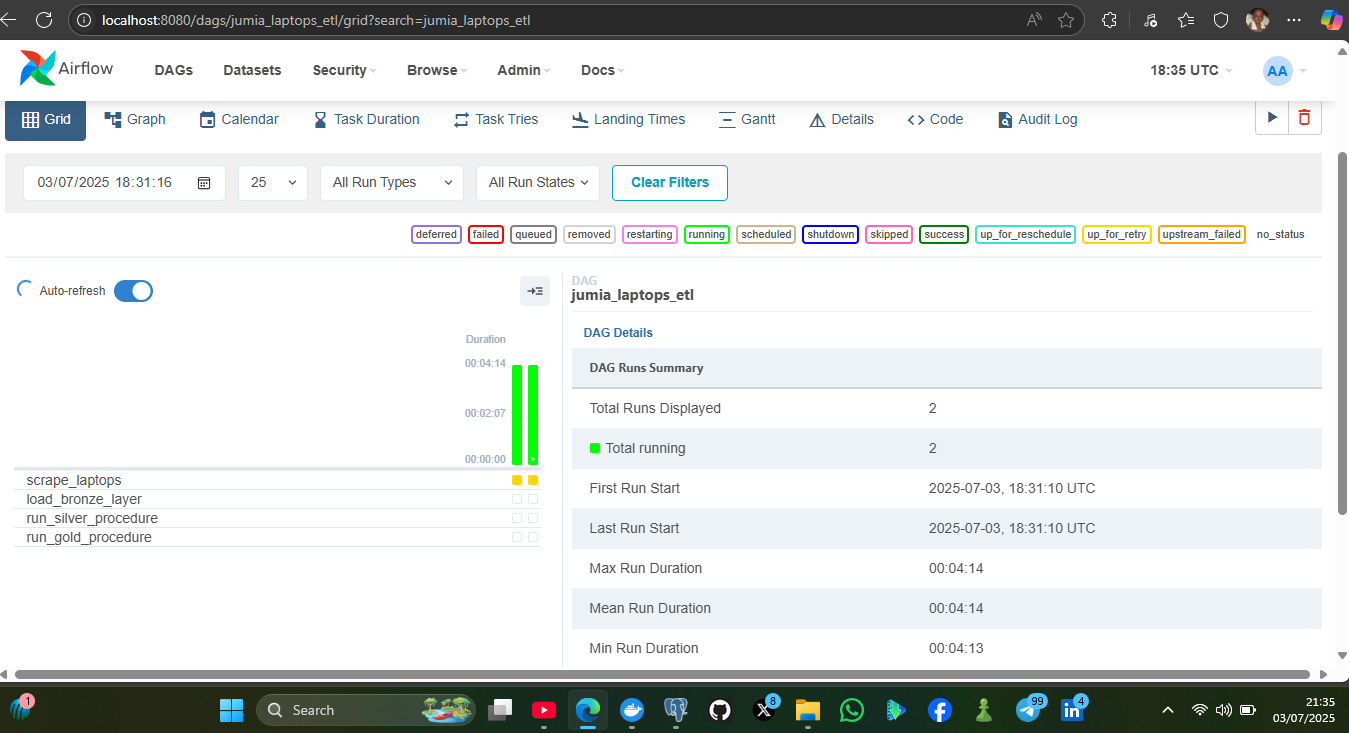 localhost:8080/dags/jumia_laptops_etl/grid?search=jumia_laptops_etl
Airflow DAGs Datasets Security Browse Admin Docs 18:35 UTC AA
Grid Graph Calendar Task Duration Task Tries Landing Times Gantt Details Code Audit Log
03/07/2025 18:31:16 25 All Run Types All Run States Clear Filters
deferred failed queued removed restarting running scheduled shutdown skipped success up_for_reschedule up_for_retry upstream_failed no_status
Auto-refresh
Duration
00:04:14
00:02:07
00:00:00
scrape_laptops
load_bronze_layer
run_silver_procedure
run_gold_procedure
DAG
jumia_laptops_etl
DAG Details
DAG Runs Summary
Total Runs Displayed 2
Total running 2
First Run Start 2025-07-03, 18:31:10 UTC
Last Run Start 2025-07-03, 18:31:10 UTC
Max Run Duration 00:04:14
Mean Run Duration 00:04:14
Min Run Duration 00:04:13
1 Search 8 99 4 21:35
03/07/2025